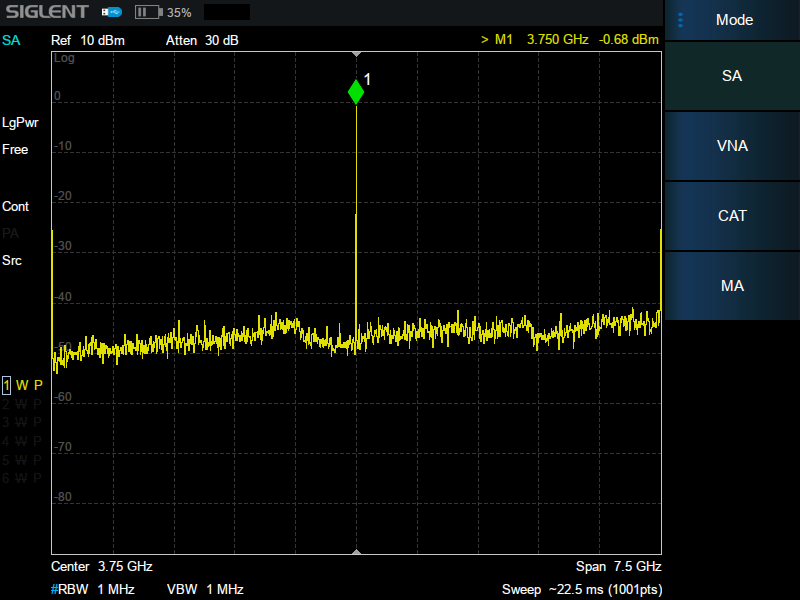 SIGLENT 35%
SA Ref 10 dBm Atten 30 dB > M1 3.750 GHz -0.68 dBm
Log
1
0
LgPwr
Free
-10
-20
Cont
PA
-30
Src
-40
-50
1 W P
2 W P
-60
3 W P
4 W P
-70
5 W P
6 W P
-80
Center 3.75 GHz Span 7.5 GHz
#RBW 1 MHz VBW 1 MHz Sweep ~22.5 ms (1001pts)
Mode
SA
VNA
CAT
MA